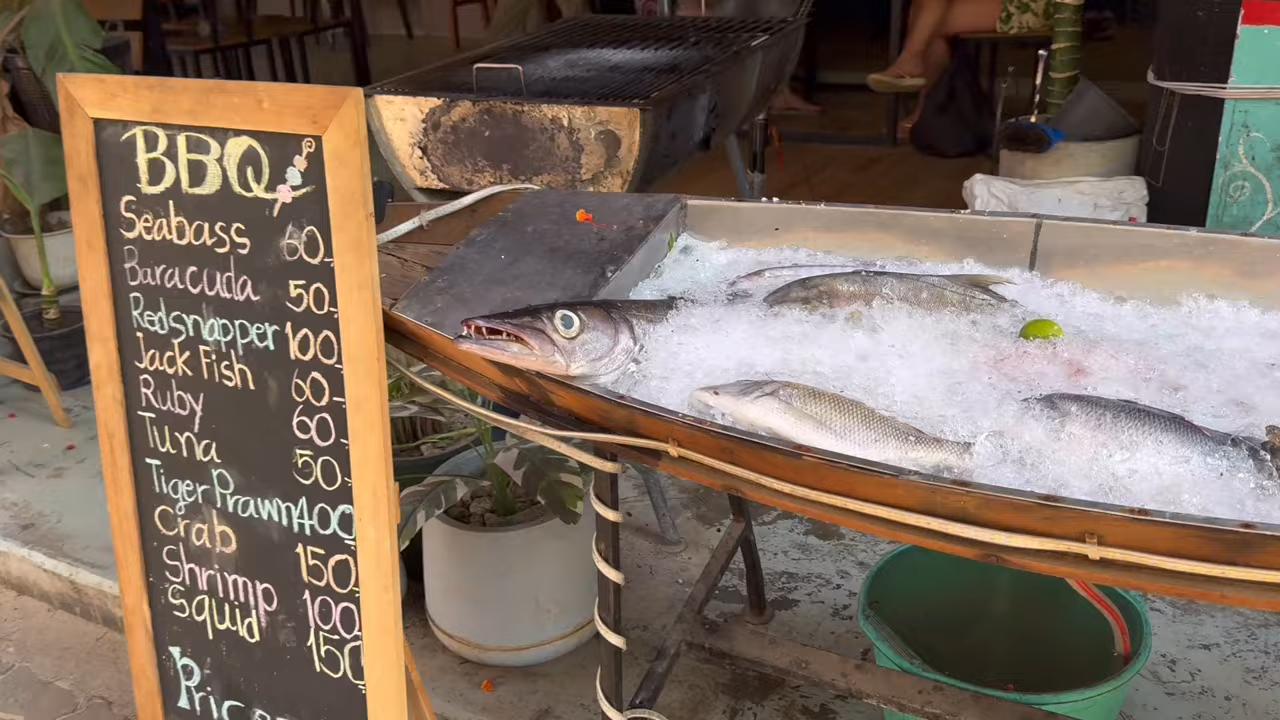 BBQ
Seabass 60.-
Baracuda 50.-
Redsnapper 100.-
Jack Fish 60.-
Ruby 60.-
Tuna 50.-
Tiger Prawn 400
Crab 150
Shrimp 100
Squid 150